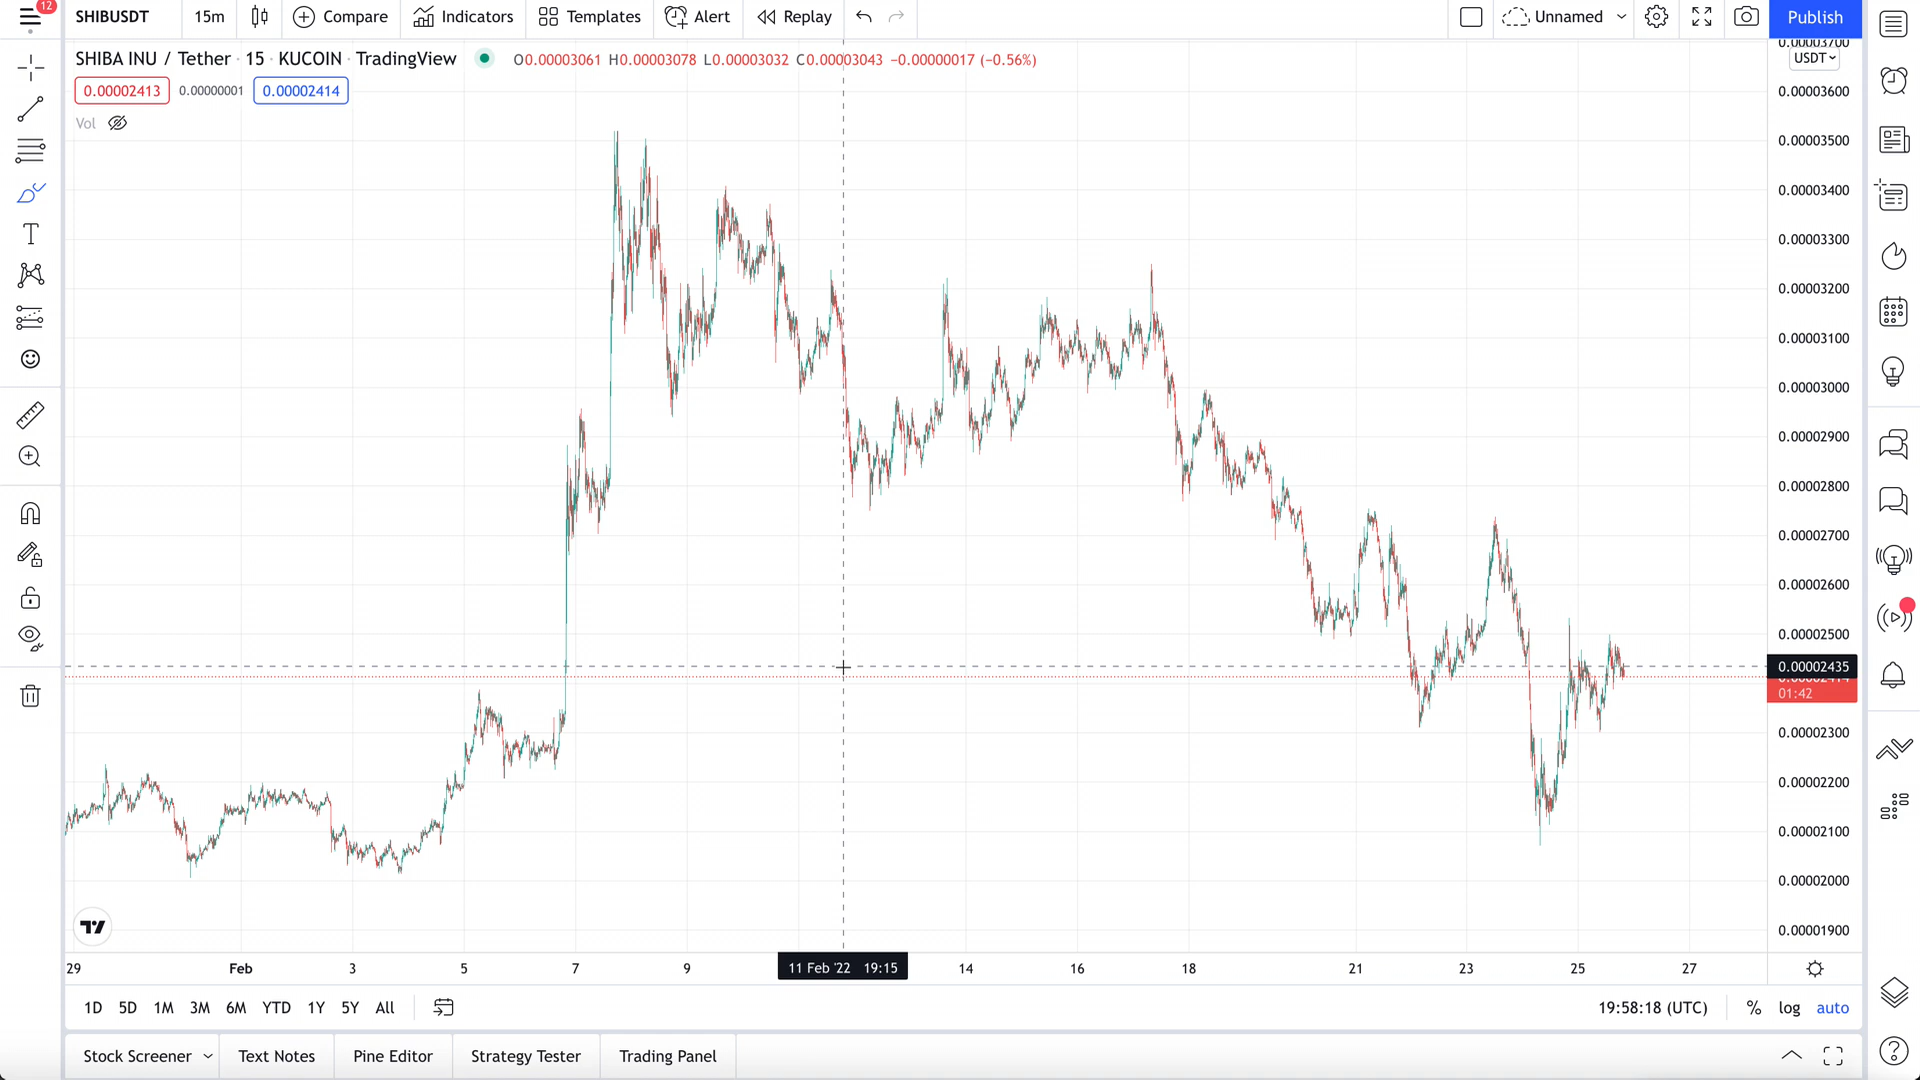 12
SHIBUSDT 15m Compare Indicators Templates Alert Replay Unnamed Publish
SHIBA INU / Tether · 15 · KUCOIN · TradingView O0.00003061 H0.00003078 L0.00003032 C0.00003043 −0.00000017 (−0.56%)
0.00002413 0.00000001 0.00002414
Vol
0.00003700
USDT
0.00003600
0.00003500
0.00003400
0.00003300
0.00003200
0.00003100
0.00003000
0.00002900
0.00002800
0.00002700
0.00002600
0.00002500
0.00002435
0.00002414
01:42
0.00002300
0.00002200
0.00002100
0.00002000
0.00001900
29 Feb 3 5 7 9 11 Feb '22 19:15 14 16 18 21 23 25 27
1D 5D 1M 3M 6M YTD 1Y 5Y All 19:58:18 (UTC) % log auto
Stock Screener Text Notes Pine Editor Strategy Tester Trading Panel